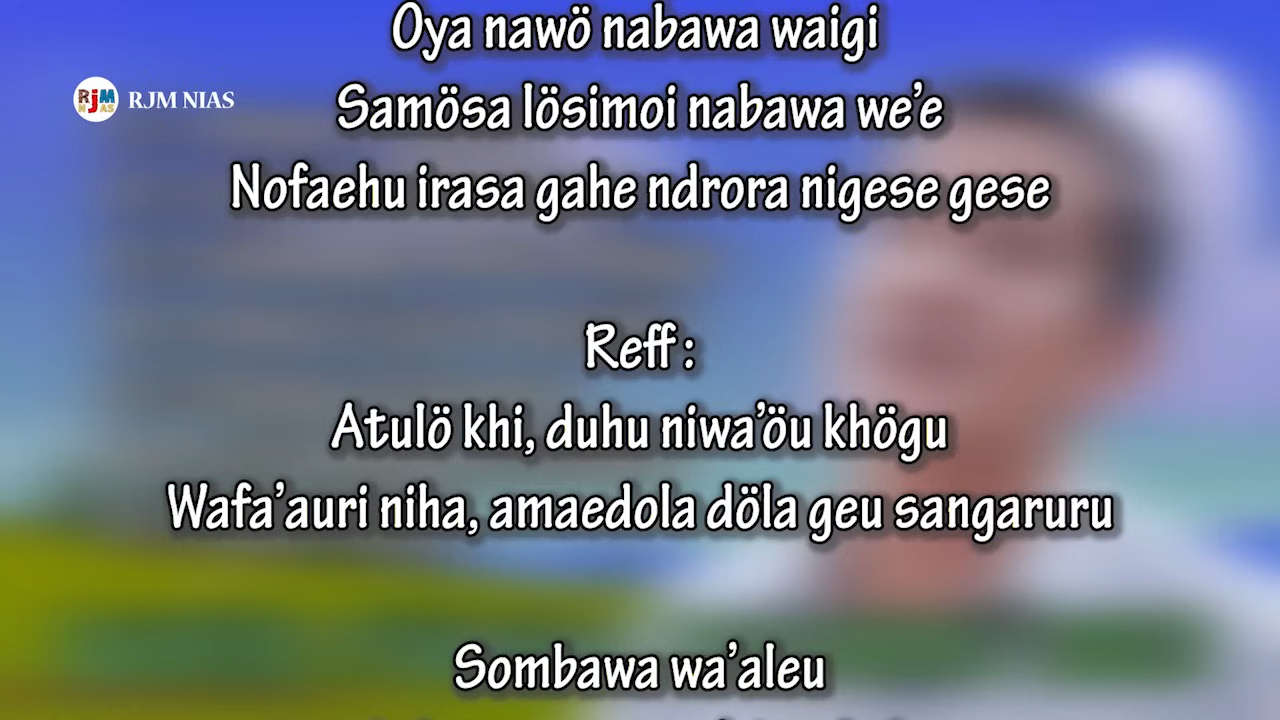 Oya nawö nabawa waigi
RJM NIAS
Samösa lösimoi nabawa we’e
Nofaehu irasa gahe ndrora nigese gese
Reff :
Atulö khi, duhu niwa’öu khögu
Wafa’auri niha, amaedola döla geu sangaruru
Sombawa wa’aleu